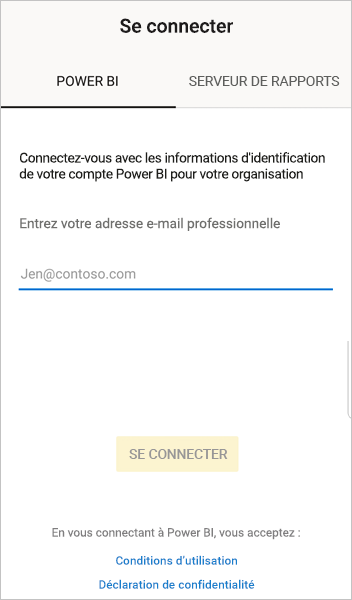 Se connecter
POWER BI
SERVEUR DE RAPPORTS
Connectez-vous avec les informations d'identification
de votre compte Power BI pour votre organisation
Entrez votre adresse e-mail professionnelle
Jen@contoso.com
SE CONNECTER
En vous connectant à Power BI, vous acceptez :
Conditions d'utilisation
Déclaration de confidentialité